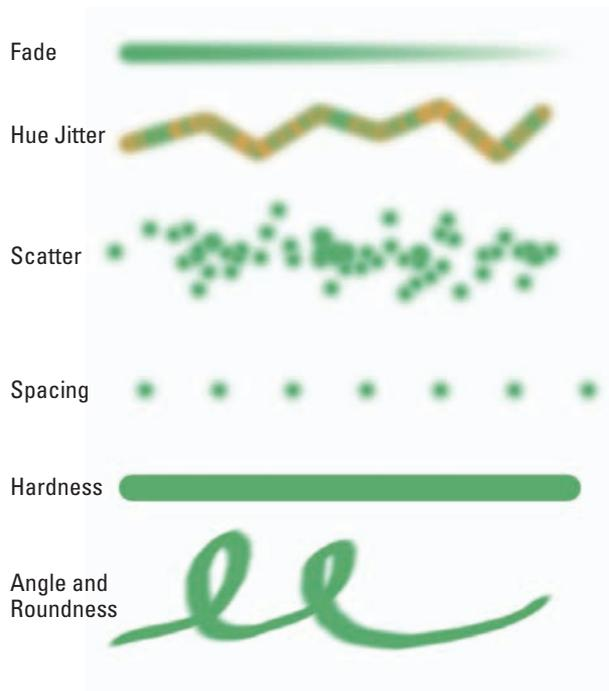 Fade
Hue Jitter
Scatter
Spacing
Hardness
Angle and
Roundness